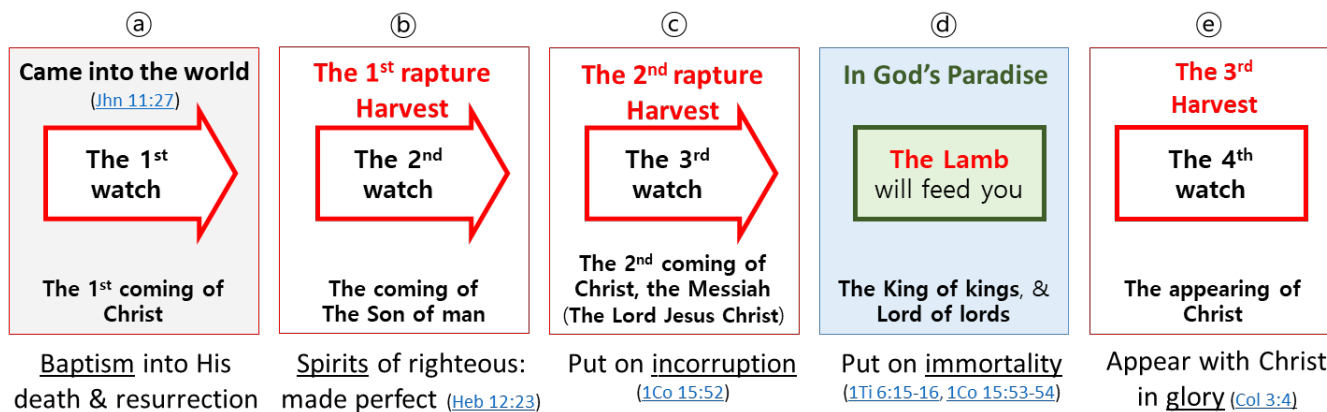 ⓐ
Came into the world
(Jhn 11:27)
The 1st
watch
The 1st coming of
Christ
Baptism into His
death & resurrection
ⓑ
The 1st rapture
Harvest
The 2nd
watch
The coming of
The Son of man
Spirits of righteous:
made perfect (Heb 12:23)
ⓒ
The 2nd rapture
Harvest
The 3rd
watch
The 2nd coming of
Christ, the Messiah
(The Lord Jesus Christ)
Put on incorruption
(1Co 15:52)
ⓓ
In God's Paradise
The Lamb
will feed you
The King of kings, &
Lord of lords
Put on immortality
(1Ti 6:15-16, 1Co 15:53-54)
ⓔ
The 3rd
Harvest
The 4th
watch
The appearing of
Christ
Appear with Christ
in glory (Col 3:4)